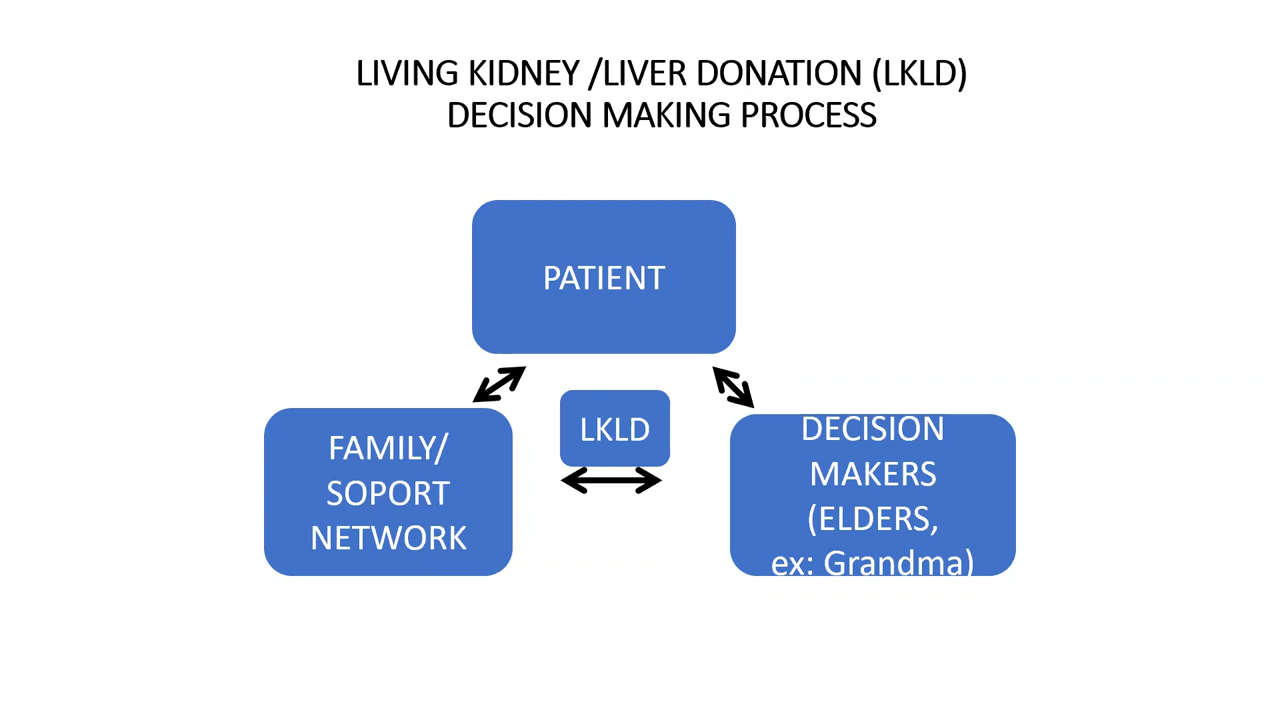 LIVING KIDNEY /LIVER DONATION (LKLD)
DECISION MAKING PROCESS
PATIENT
LKLD
FAMILY/
SOPORT
NETWORK
DECISION
MAKERS
(ELDERS,
ex: Grandma)